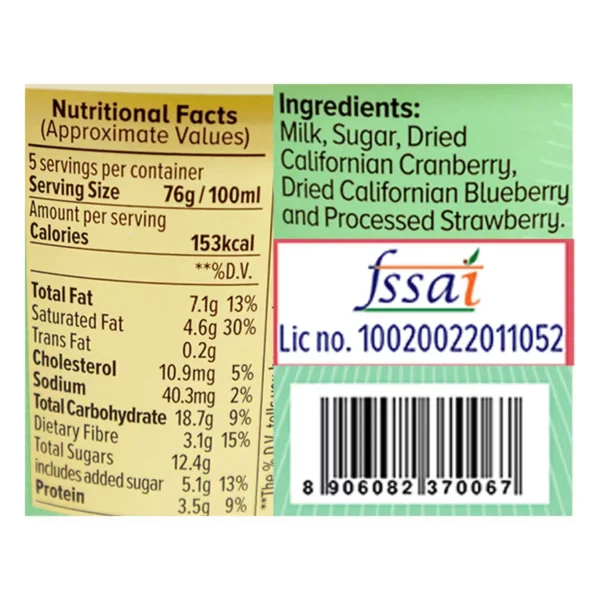 Nutritional Facts
(Approximate Values)
5 servings per container
Serving Size 76g/100ml
Amount per serving
Calories 153kcal
**%D.V.
Total Fat 7.1g 13%
Saturated Fat 4.6g 30%
Trans Fat 0.2g
Cholesterol 10.9mg 5%
Sodium 40.3mg 2%
Total Carbohydrate 18.7g 9%
Dietary Fibre 3.1g 15%
Total Sugars 12.4g
includes added sugar 5.1g 13%
Protein 3.5g 9%
**The % D.V. tells you
Ingredients:
Milk, Sugar, Dried
Californian Cranberry,
Dried Californian Blueberry
and Processed Strawberry.
fssai
Lic no. 10020022011052
8 906082 370067